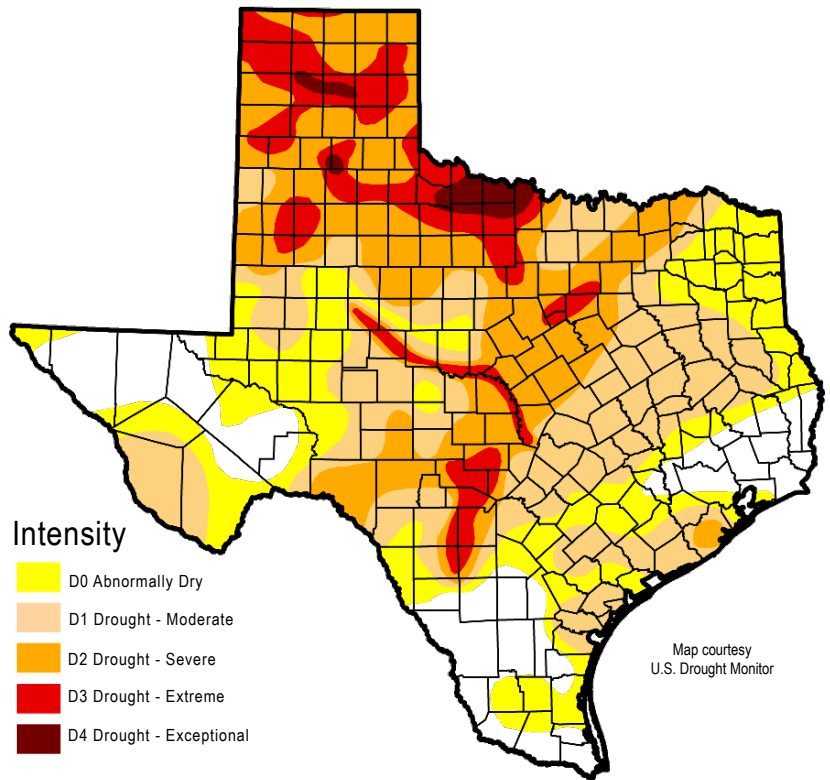 Intensity
D0 Abnormally Dry
D1 Drought - Moderate
D2 Drought - Severe
D3 Drought - Extreme
D4 Drought - Exceptional
Map courtesy
U.S. Drought Monitor